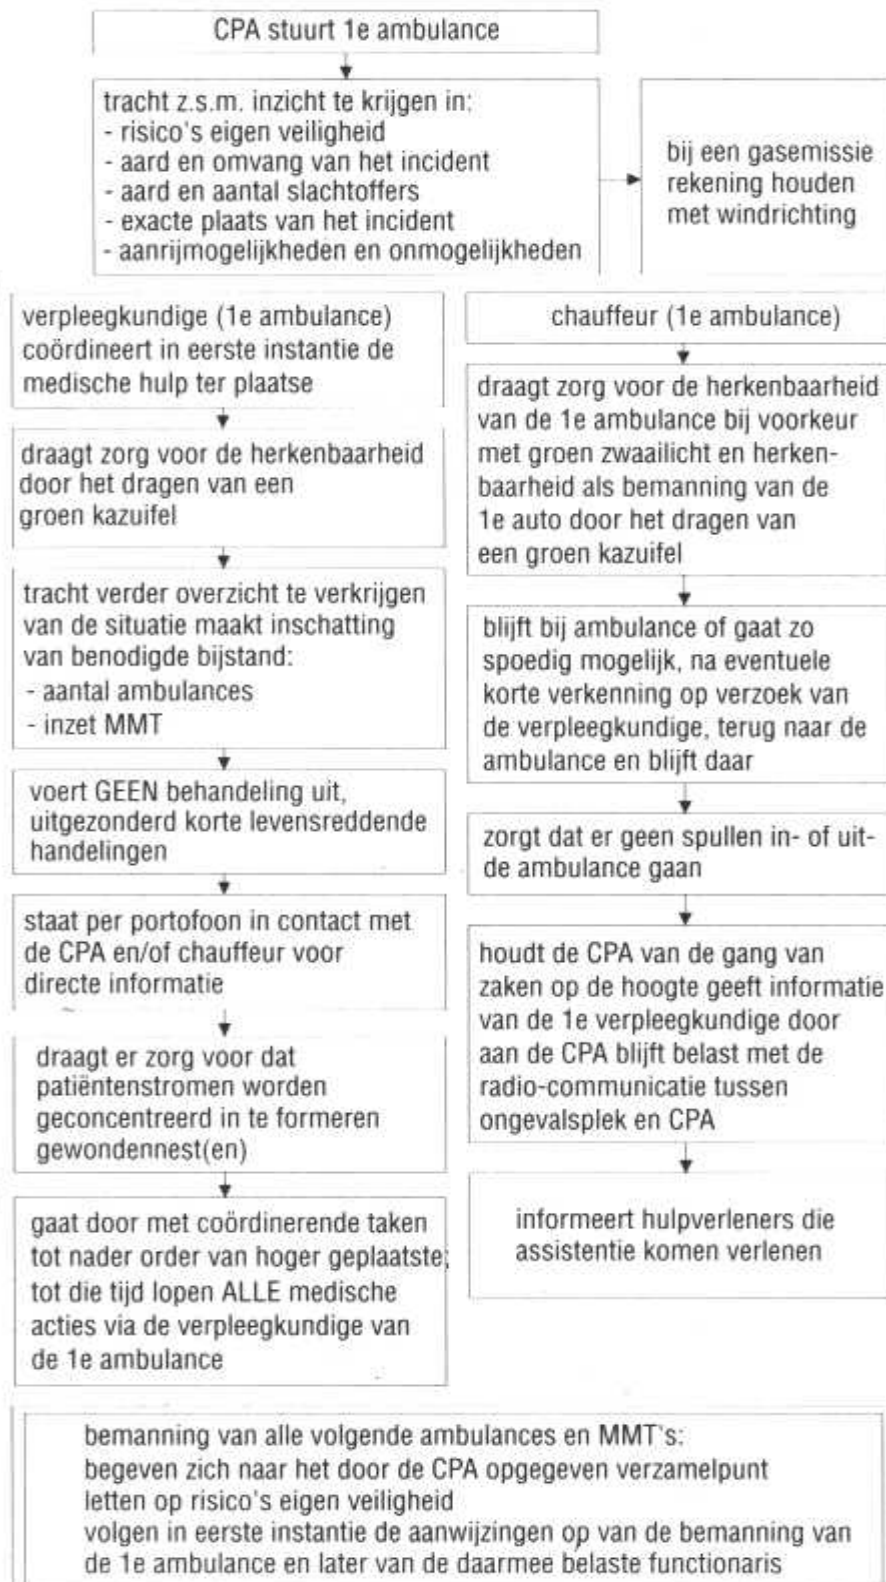 CPA stuurt 1e ambulance
tracht z.s.m. inzicht te krijgen in:
- risico's eigen veiligheid
- aard en omvang van het incident
- aard en aantal slachtoffers
- exacte plaats van het incident
- aanrijmogelijkheden en onmogelijkheden
bij een gasemissie
rekening houden
met windrichting
verpleegkundige (1e ambulance)
coördineert in eerste instantie de
medische hulp ter plaatse
draagt zorg voor de herkenbaarheid
door het dragen van een
groen kazuifel
tracht verder overzicht te verkrijgen
van de situatie maakt inschatting
van benodigde bijstand:
- aantal ambulances
- inzet MMT
voert GEEN behandeling uit,
uitgezonderd korte levensreddende
handelingen
staat per portofoon in contact met
de CPA en/of chauffeur voor
directe informatie
draagt er zorg voor dat
patiëntenstromen worden
geconcentreerd in te formeren
gewondennest(en)
gaat door met coördinerende taken
tot nader order van hoger geplaatste;
tot die tijd lopen ALLE medische
acties via de verpleegkundige van
de 1e ambulance
chauffeur (1e ambulance)
draagt zorg voor de herkenbaarheid
van de 1e ambulance bij voorkeur
met groen zwaailicht en herken-
baarheid als bemanning van de
1e auto door het dragen van
een groen kazuifel
blijft bij ambulance of gaat zo
spoedig mogelijk, na eventuele
korte verkenning op verzoek van
de verpleegkundige, terug naar de
ambulance en blijft daar
zorgt dat er geen spullen in- of uit-
de ambulance gaan
houdt de CPA van de gang van
zaken op de hoogte geeft informatie
van de 1e verpleegkundige door
aan de CPA blijft belast met de
radio-communicatie tussen
ongevalsplek en CPA
informeert hulpverleners die
assistentie komen verlenen
bemanning van alle volgende ambulances en MMT's:
begeven zich naar het door de CPA opgegeven verzamelpunt
letten op risico's eigen veiligheid
volgen in eerste instantie de aanwijzingen op van de bemanning van
de 1e ambulance en later van de daarmee belaste functionaris